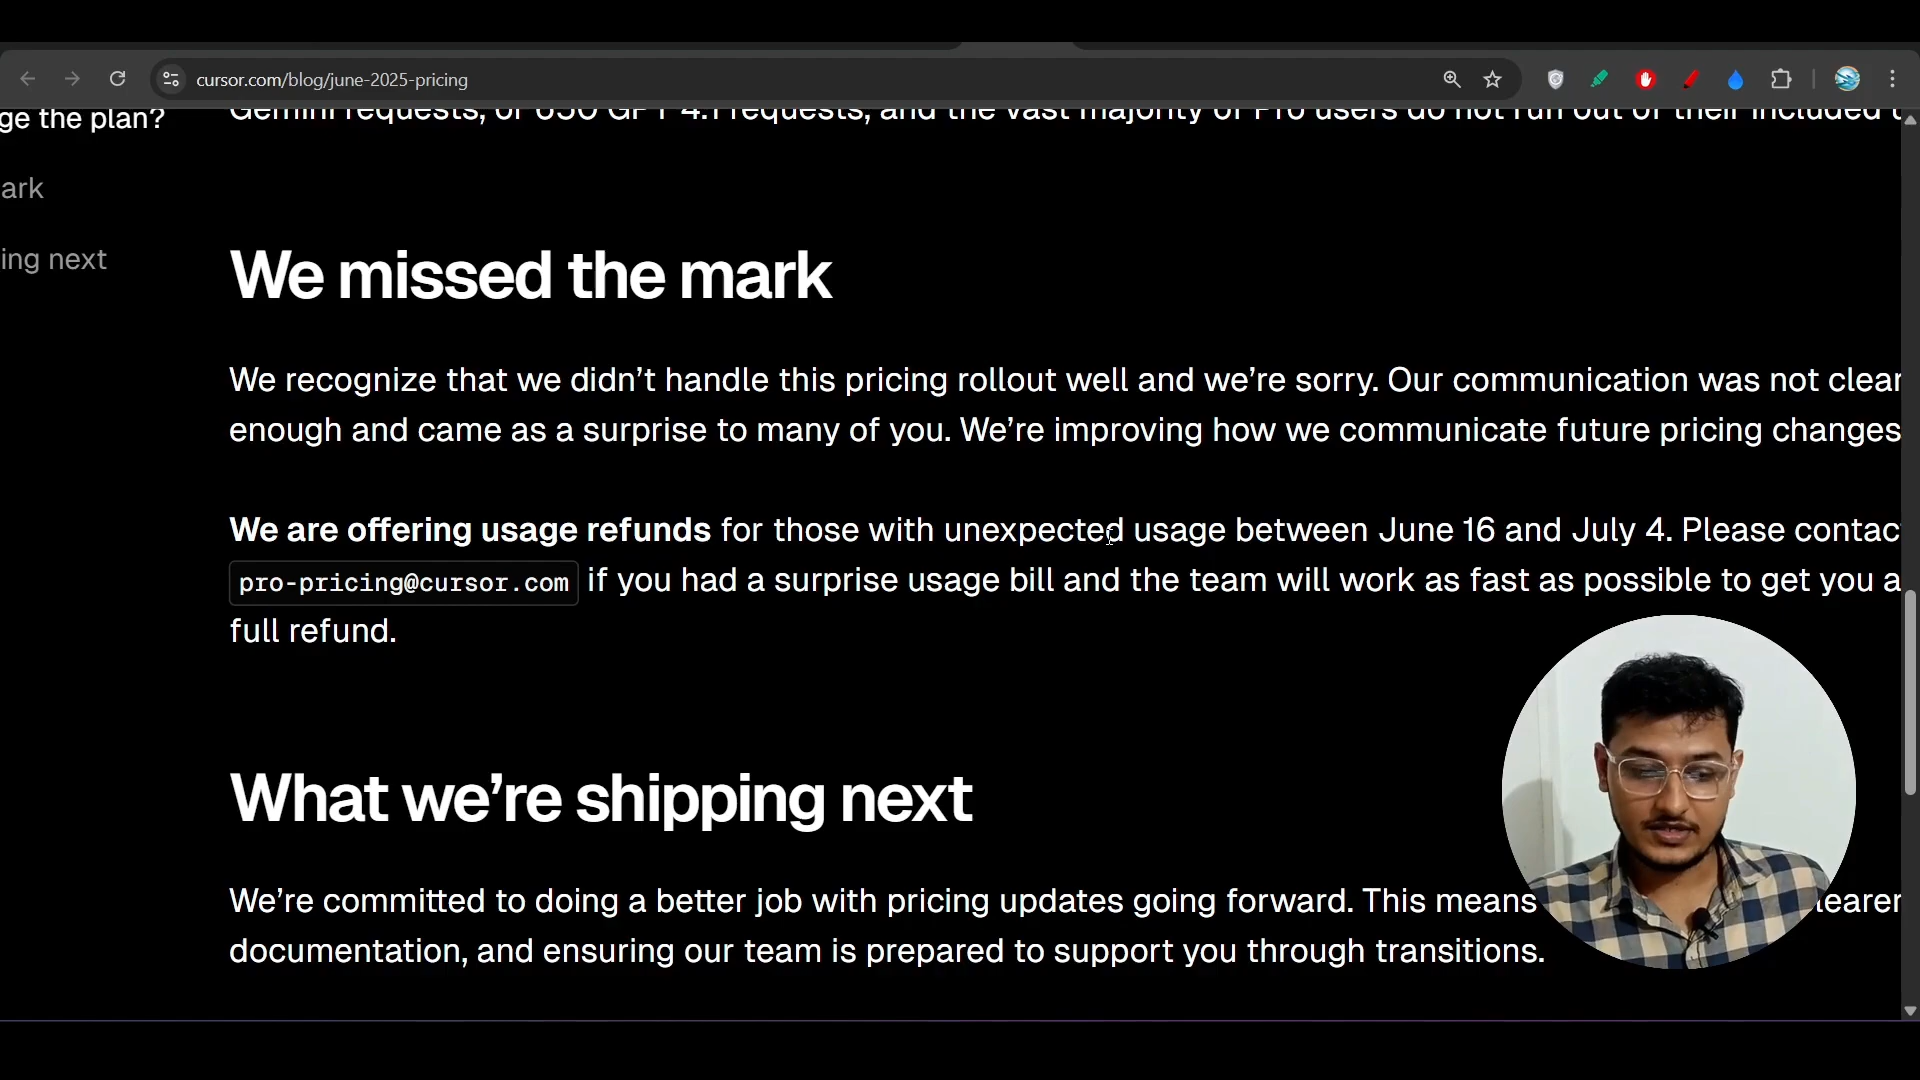 cursor.com/blog/june-2025-pricing
ge the plan?
ark
ing next
Gemini requests, or 650 GPT 4.1 requests, and the vast majority of Pro users do not run out of their included
We missed the mark
We recognize that we didn’t handle this pricing rollout well and we’re sorry. Our communication was not clear
enough and came as a surprise to many of you. We’re improving how we communicate future pricing changes
We are offering usage refunds for those with unexpected usage between June 16 and July 4. Please contac
pro-pricing@cursor.com if you had a surprise usage bill and the team will work as fast as possible to get you a
full refund.
What we’re shipping next
We’re committed to doing a better job with pricing updates going forward. This means learer
documentation, and ensuring our team is prepared to support you through transitions.